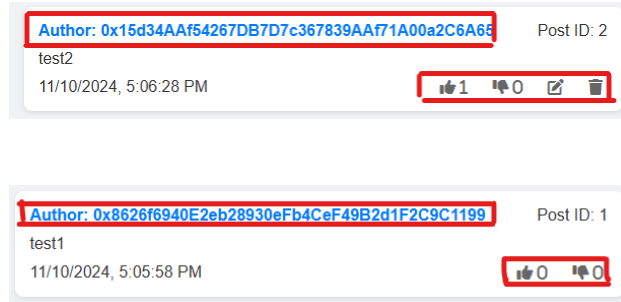 Author: 0x15d34AAf54267DB7D7c367839AAf71A00a2C6A65 Post ID: 2
test2
11/10/2024, 5:06:28 PM 1 0
Author: 0x8626f6940E2eb28930eFb4CeF49B2d1F2C9C1199 Post ID: 1
test1
11/10/2024, 5:05:58 PM 0 0